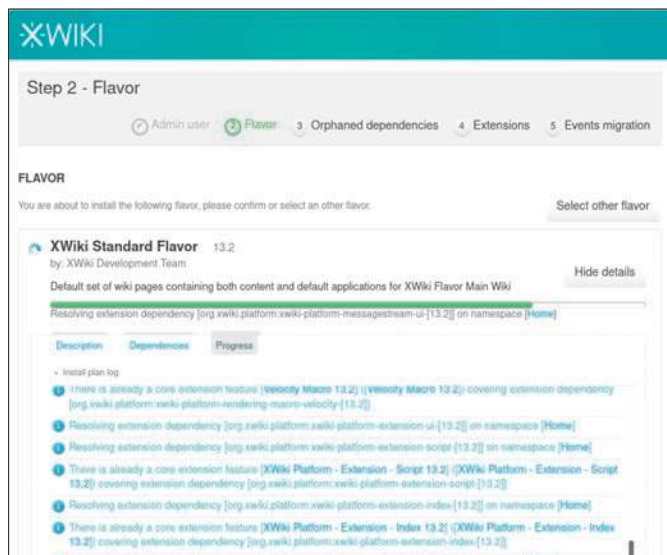 XWIKI
Step 2 - Flavor
Admin user 2 Flavor 3 Orphaned dependencies 4 Extensions 5 Events migration
FLAVOR
You are about to install the following flavor, please confirm or select an other flavor.
Select other flavor
XWiki Standard Flavor 13.2
by: XWiki Development Team
Hide details
Default set of wiki pages containing both content and default applications for XWiki Flavor Main Wiki
Resolving extension dependency [org.xwiki.platform:xwiki-platform-messagestream-ui-[13.2]] on namespace [Home]
Description Dependencies Progress
Install plan log
There is already a core extension feature [Velocity Macro 13.2] ([Velocity Macro 13.2]) covering extension dependency
[org.xwiki.platform:xwiki-platform-rendering-macro-velocity-[13.2]]
Resolving extension dependency [org.xwiki.platform:xwiki-platform-extension-ui-[13.2]] on namespace [Home]
Resolving extension dependency [org.xwiki.platform:xwiki-platform-extension-script-[13.2]] on namespace [Home]
There is already a core extension feature [XWiki Platform - Extension - Script 13.2] ([XWiki Platform - Extension - Script
13.2]) covering extension dependency [org.xwiki.platform:xwiki-platform-extension-script-[13.2]]
Resolving extension dependency [org.xwiki.platform:xwiki-platform-extension-index-[13.2]] on namespace [Home]
There is already a core extension feature [XWiki Platform - Extension - Index 13.2] ([XWiki Platform - Extension - Index
13.2]) covering extension dependency [org.xwiki.platform:xwiki-platform-extension-index-[13.2]]